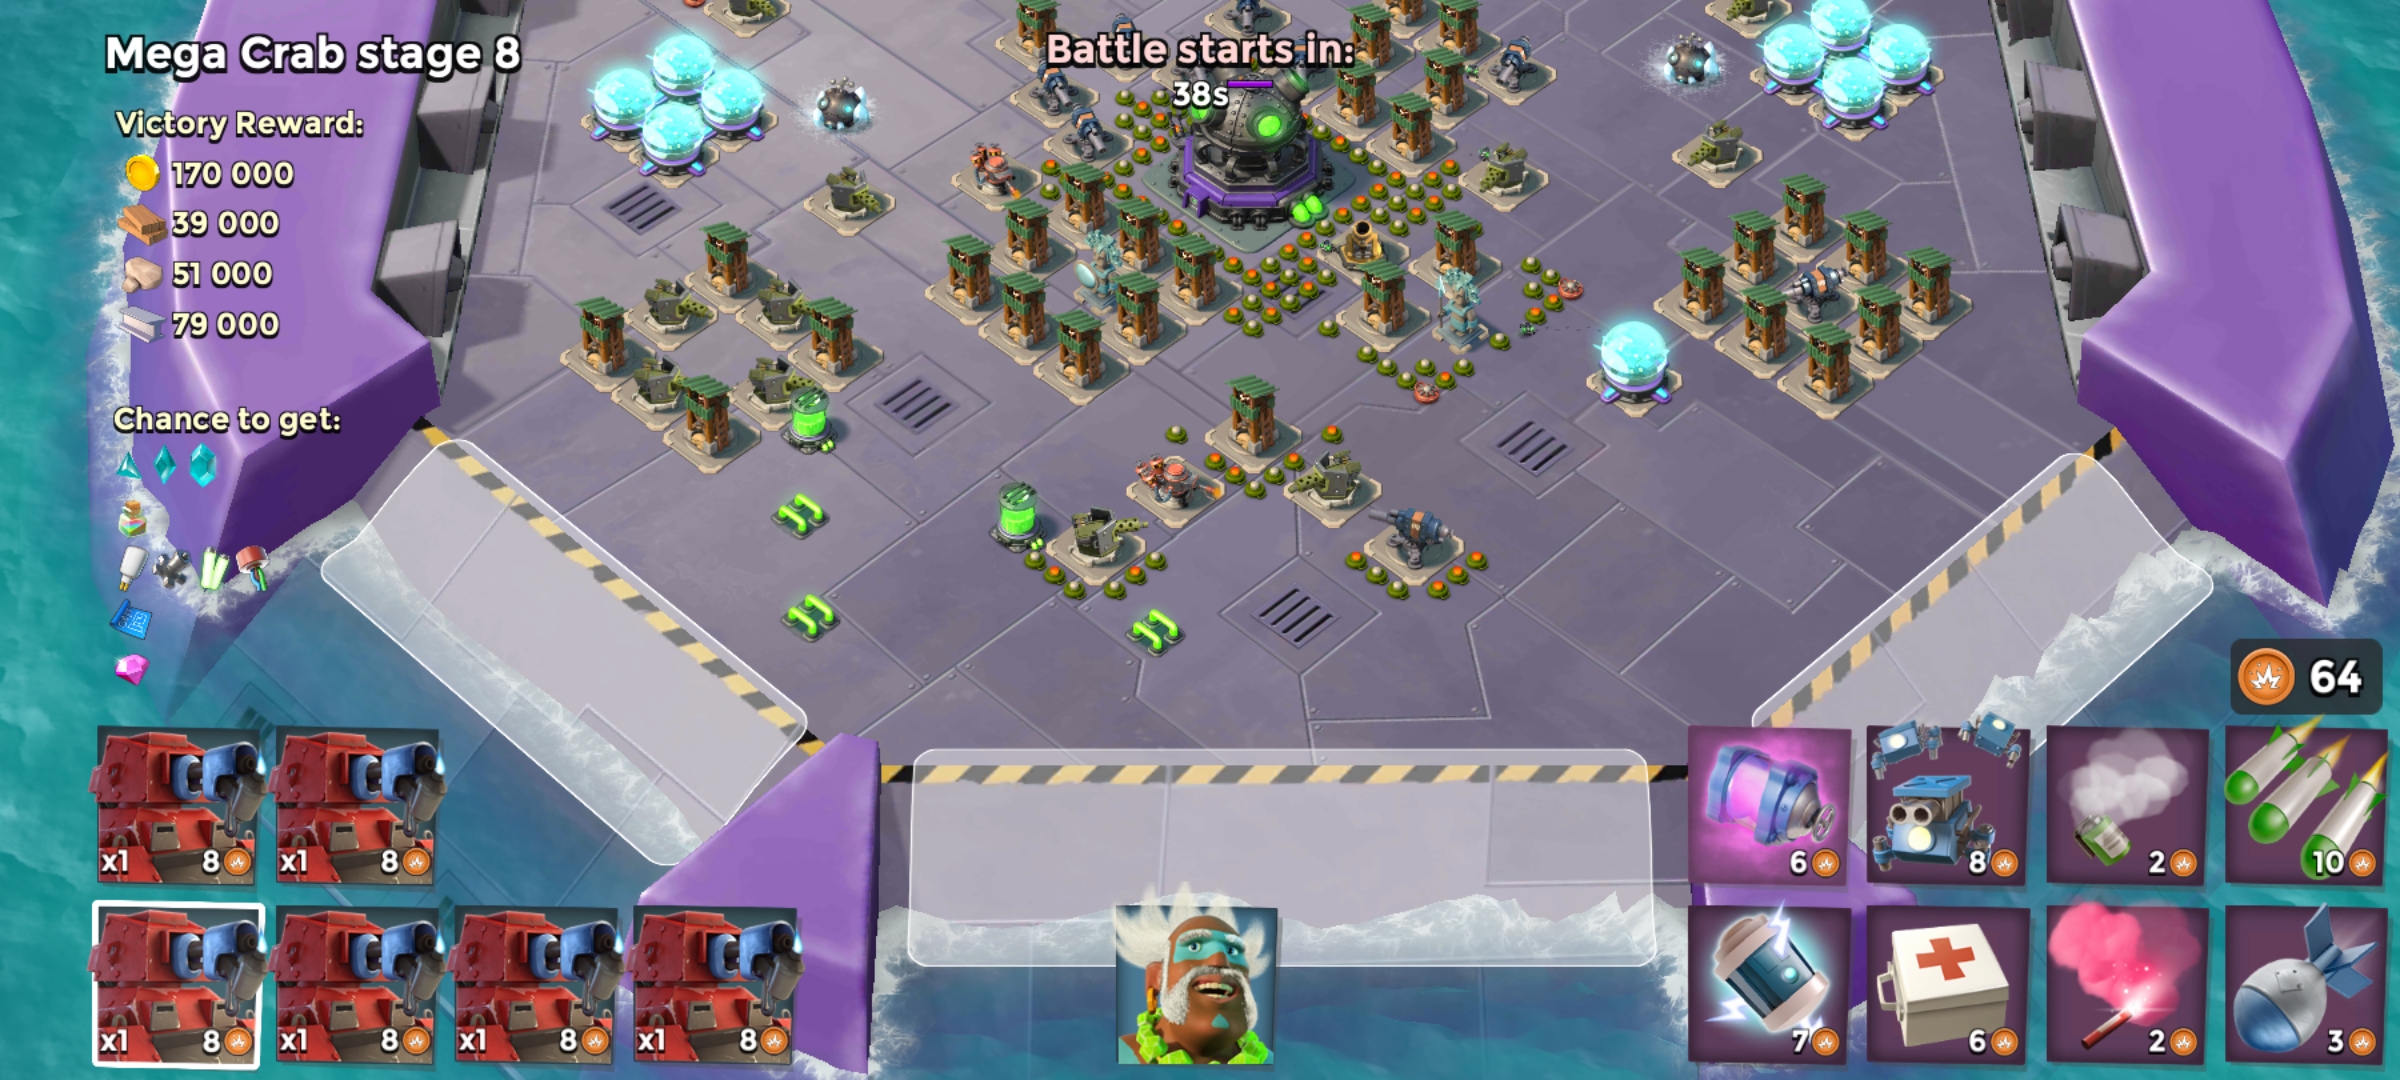 Mega Crab stage 8
Battle starts in:
38s
Victory Reward:
170 000
39 000
51 000
79 000
Chance to get:
64
x1 8
x1 8
6
8
2
10
x1 8
x1 8
x1 8
x1 8
7
6
2
3